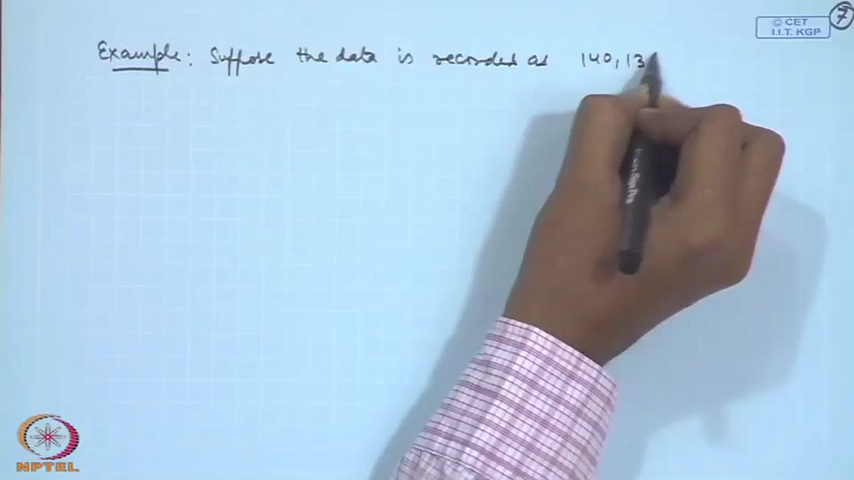 7
© CET
I.I.T. KGP
Example: Suppose the data is recorded as 140, 13
NPTEL